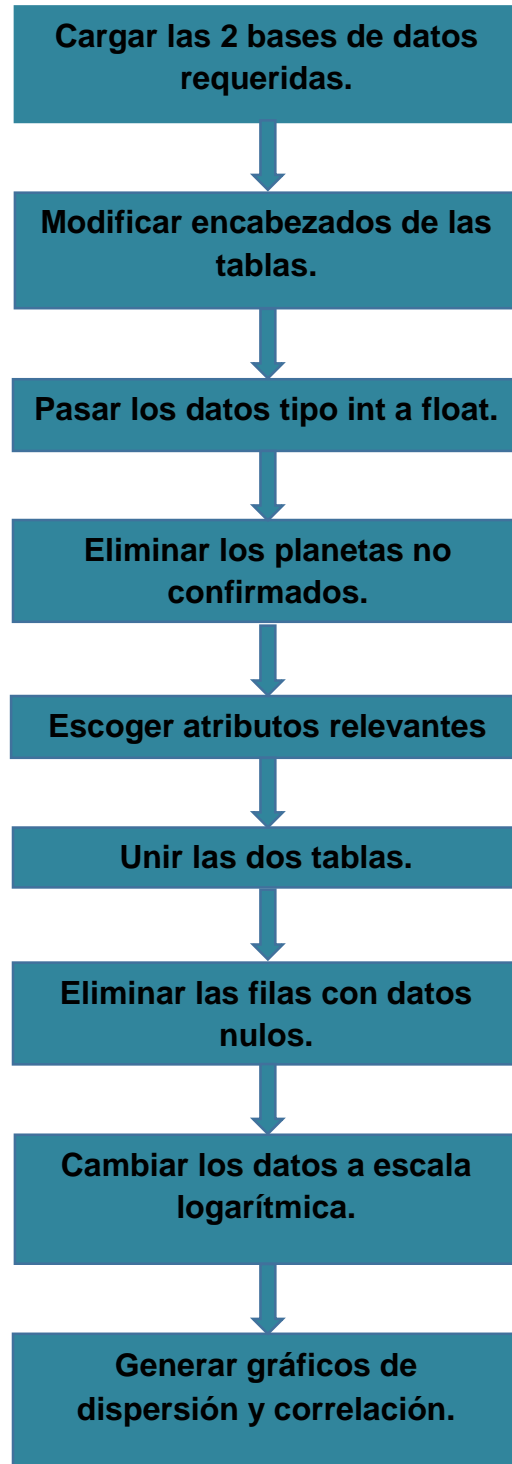 Cargar las 2 bases de datos
requeridas.
Modificar encabezados de las
tablas.
Pasar los datos tipo int a float.
Eliminar los planetas no
confirmados.
Escoger atributos relevantes
Unir las dos tablas.
Eliminar las filas con datos
nulos.
Cambiar los datos a escala
logarítmica.
Generar gráficos de
dispersión y correlación.